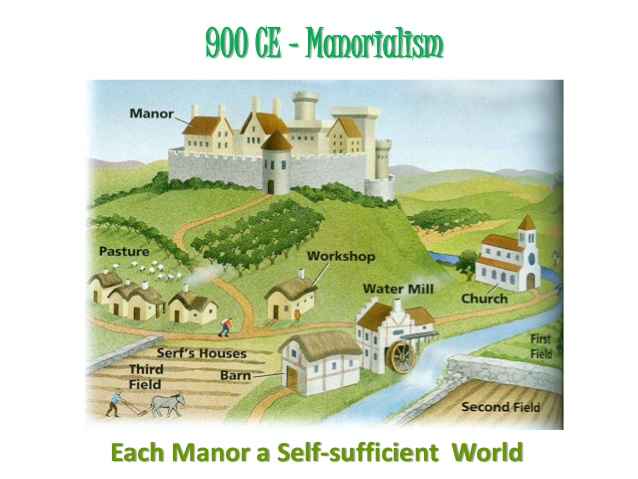 900 CE - Manorialism
Manor
Pasture
Workshop
Water Mill
Church
First
Field
Serf's Houses
Third
Field
Barn
Second Field
Each Manor a Self-sufficient World